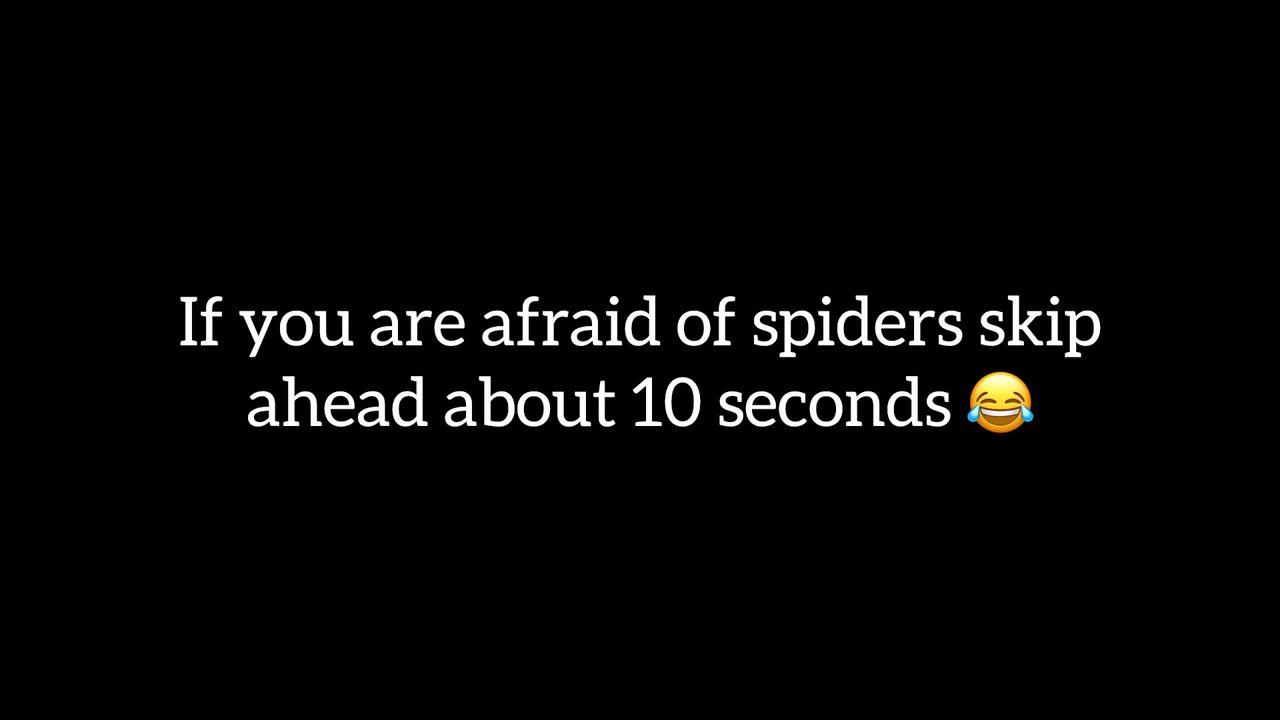 If you are afraid of spiders skip
ahead about 10 seconds 😂